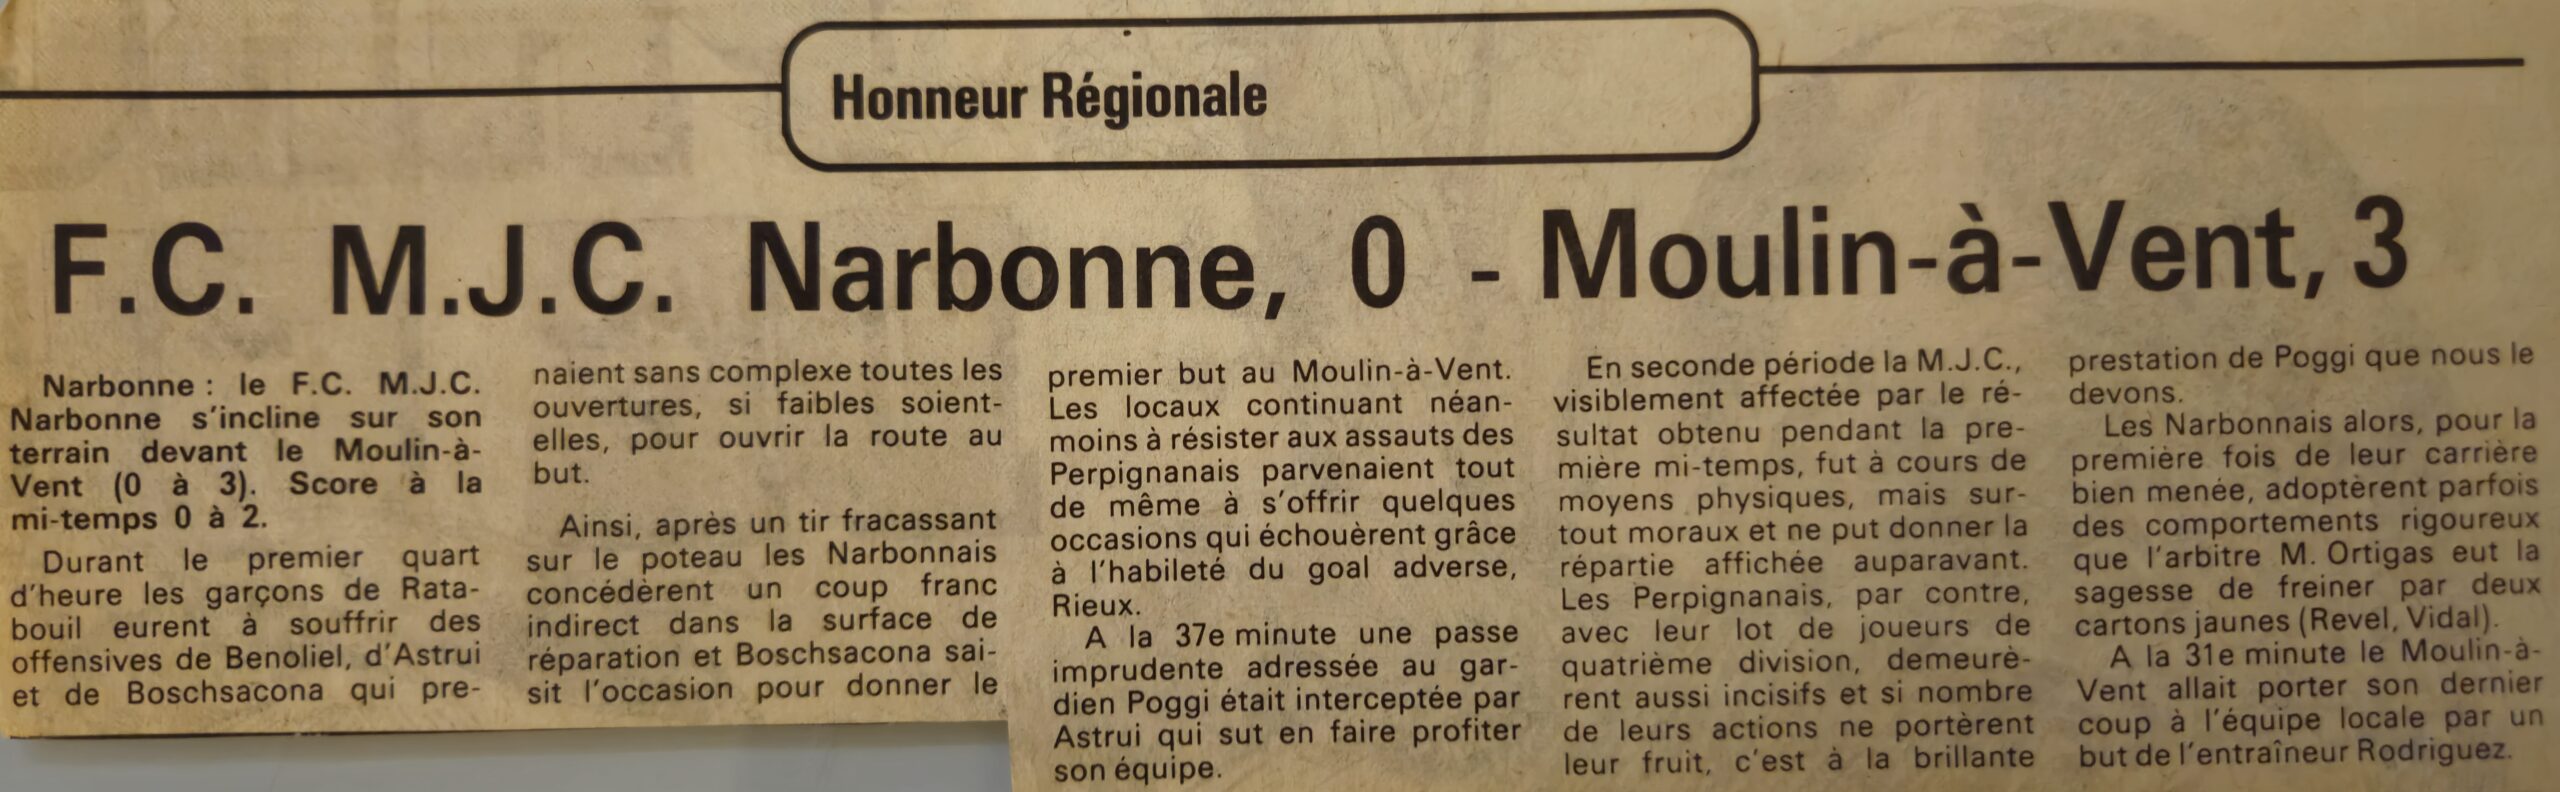 Honneur Régionale
F.C. M.J.C. Narbonne, 0 - Moulin-à-Vent, 3
Narbonne : le F.C. M.J.C.
Narbonne s'incline sur son
terrain devant le Moulin-à-
Vent (0 à 3). Score à la
mi-temps 0 à 2.
Durant le premier quart
d'heure les garçons de Rata-
bouil eurent à souffrir des
offensives de Benoliel, d'Astrui
et de Boschsacona qui pre-
naient sans complexe toutes les
ouvertures, si faibles soient-
elles, pour ouvrir la route au
but.
Ainsi, après un tir fracassant
sur le poteau les Narbonnais
concédèrent un coup franc
indirect dans la surface de
réparation et Boschsacona sai-
sit l'occasion pour donner le
premier but au Moulin-à-Vent.
Les locaux continuant néan-
moins à résister aux assauts des
Perpignanais parvenaient tout
de même à s'offrir quelques
occasions qui échouèrent grâce
à l'habileté du goal adverse,
Rieux.
A la 37e minute une passe
imprudente adressée au gar-
dien Poggi était interceptée par
Astrui qui sut en faire profiter
son équipe.
En seconde période la M.J.C.,
visiblement affectée par le ré-
sultat obtenu pendant la pre-
mière mi-temps, fut à cours de
moyens physiques, mais sur-
tout moraux et ne put donner la
répartie affichée auparavant.
Les Perpignanais, par contre,
avec leur lot de joueurs de
quatrième division, demeurè-
rent aussi incisifs et si nombre
de leurs actions ne portèrent
leur fruit, c'est à la brillante
prestation de Poggi que nous le
devons.
Les Narbonnais alors, pour la
première fois de leur carrière
bien menée, adoptèrent parfois
des comportements rigoureux
que l'arbitre M. Ortigas eut la
sagesse de freiner par deux
cartons jaunes (Revel, Vidal).
A la 31e minute le Moulin-à-
Vent allait porter son dernier
coup à l'équipe locale par un
but de l'entraîneur Rodriguez.